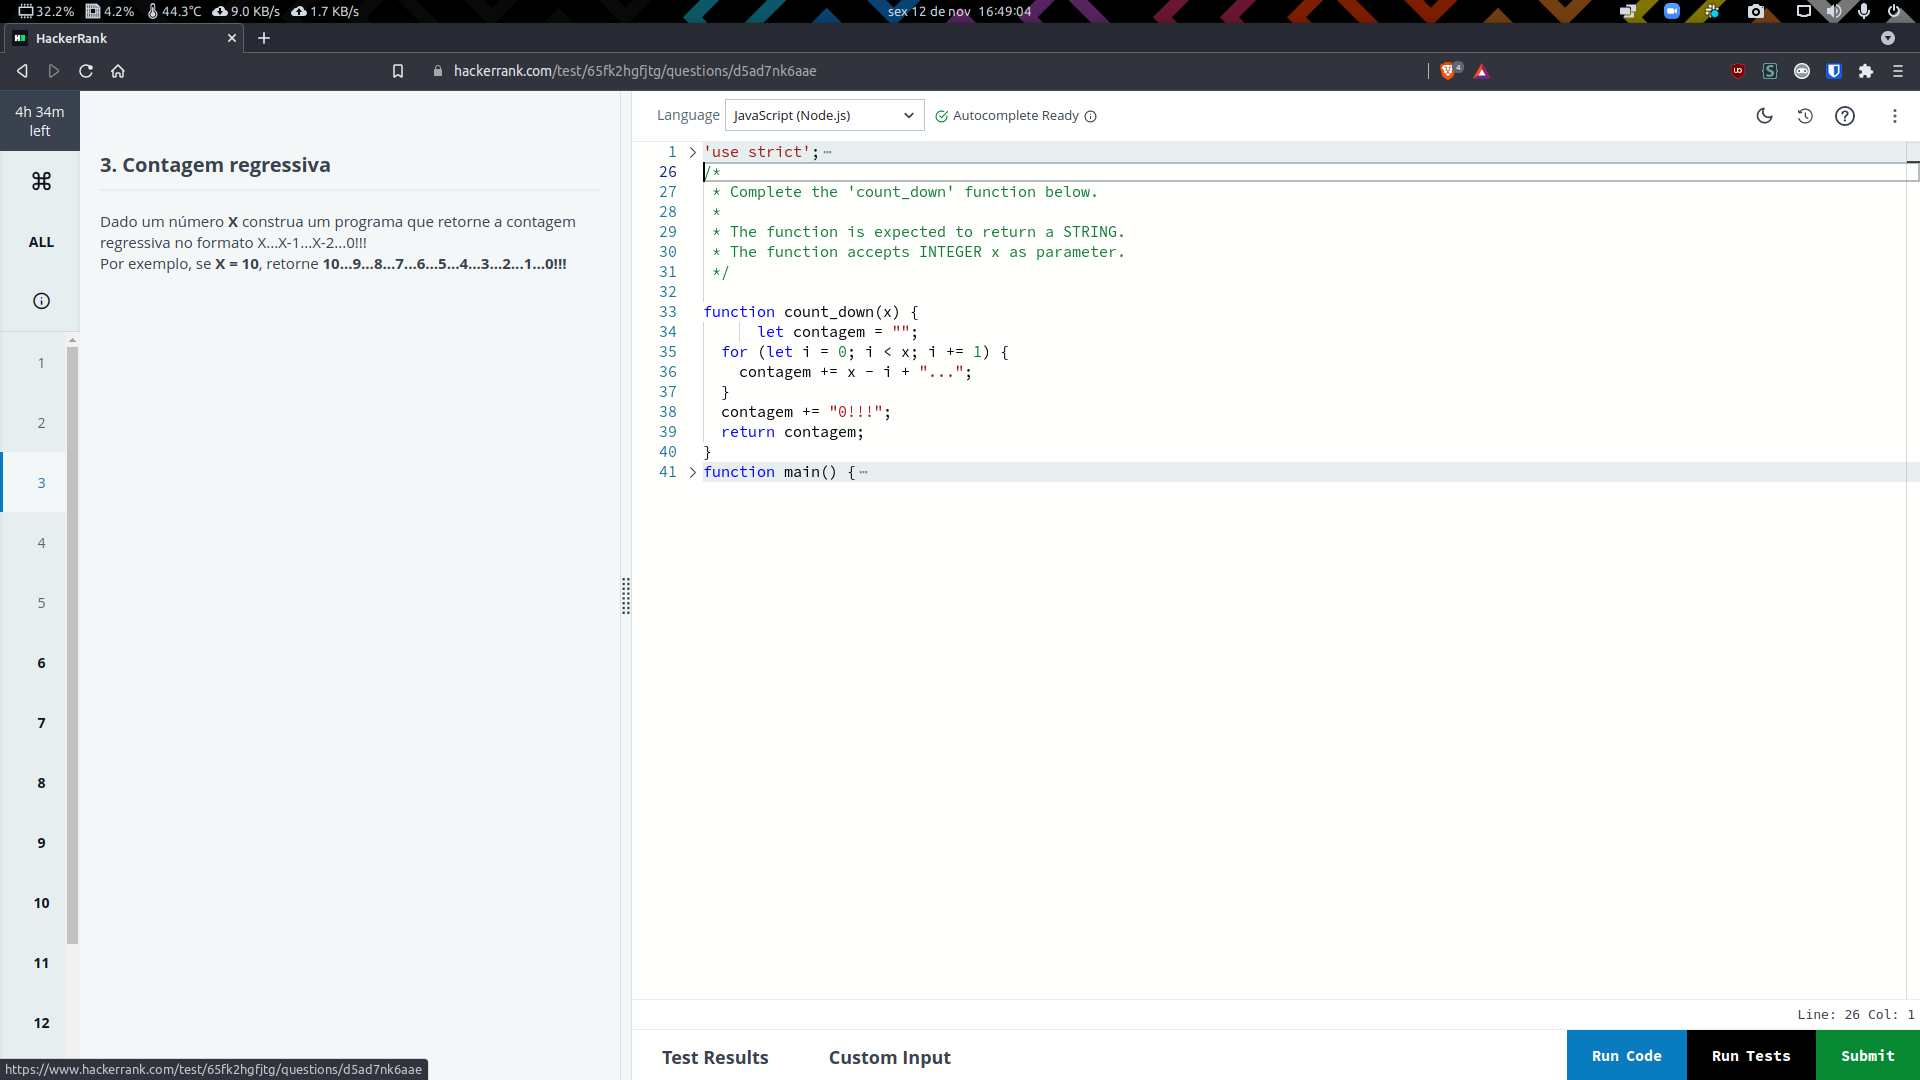 32.2% 4.2% 44.3°C 9.0 KB/s 1.7 KB/s sex 12 de nov 16:49:04
HackerRank
hackerrank.com/test/65fk2hgfjtg/questions/d5ad7nk6aae 4
4h 34m
left
ALL
1
2
3
4
5
6
7
8
9
10
11
12
3. Contagem regressiva
Dado um número X construa um programa que retorne a contagem
regressiva no formato X...X-1...X-2...0!!!
Por exemplo, se X = 10, retorne 10...9...8...7...6...5...4...3...2...1...0!!!
Language JavaScript (Node.js) Autocomplete Ready
1 'use strict';
26 /*
27 * Complete the 'count_down' function below.
28 *
29 * The function is expected to return a STRING.
30 * The function accepts INTEGER x as parameter.
31 */
32
33 function count_down(x) {
34 let contagem = "";
35 for (let i = 0; i < x; i += 1) {
36 contagem += x - i + "...";
37 }
38 contagem += "0!!!";
39 return contagem;
40 }
41 function main() {
Line: 26 Col: 1
Test Results Custom Input Run Code Run Tests Submit
https://www.hackerrank.com/test/65fk2hgfjtg/questions/d5ad7nk6aae